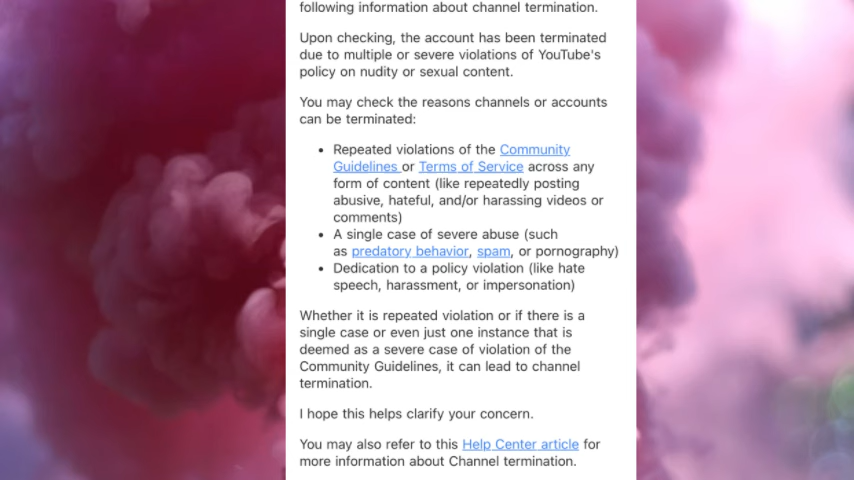 following information about channel termination.
Upon checking, the account has been terminated
due to multiple or severe violations of YouTube's
policy on nudity or sexual content.
You may check the reasons channels or accounts
can be terminated:
• Repeated violations of the Community
Guidelines or Terms of Service across any
form of content (like repeatedly posting
abusive, hateful, and/or harassing videos or
comments)
• A single case of severe abuse (such
as predatory behavior, spam, or pornography)
• Dedication to a policy violation (like hate
speech, harassment, or impersonation)
Whether it is repeated violation or if there is a
single case or even just one instance that is
deemed as a severe case of violation of the
Community Guidelines, it can lead to channel
termination.
I hope this helps clarify your concern.
You may also refer to this Help Center article for
more information about Channel termination.